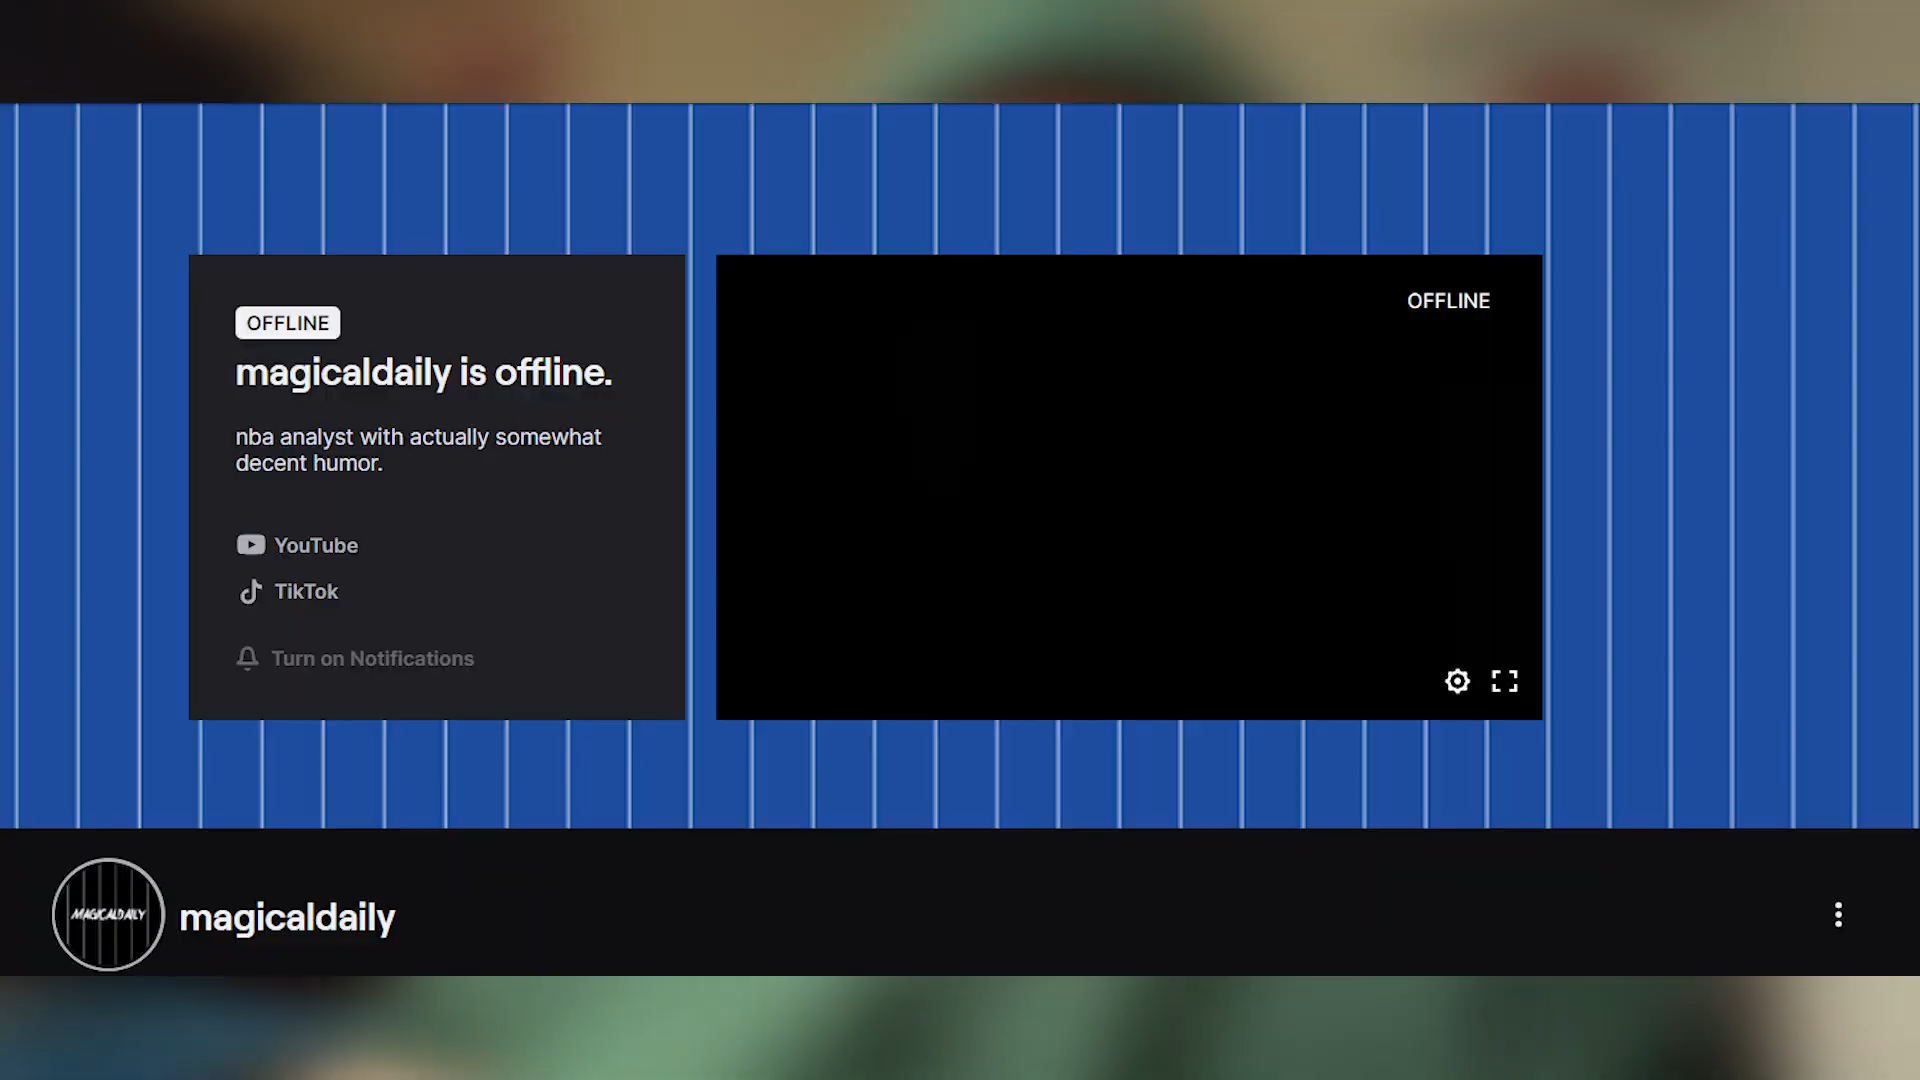 OFFLINE
magicaldaily is offline.
nba analyst with actually somewhat
decent humor.
YouTube
TikTok
Turn on Notifications
OFFLINE
MAGICALDAILY
magicaldaily